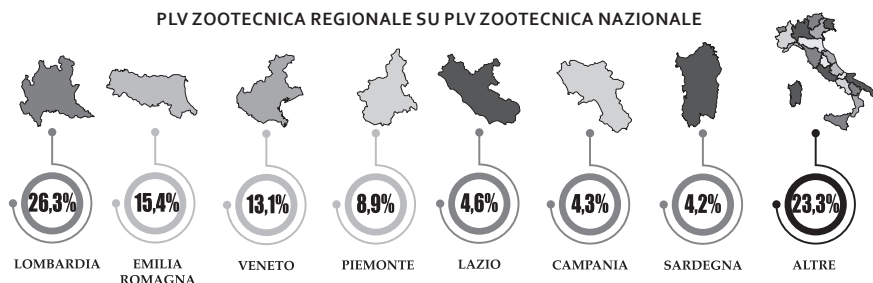 PLV ZOOTECNICA REGIONALE SU PLV ZOOTECNICA NAZIONALE
26,3%
15,4%
13,1%
8,9%
4,6%
4,3%
4,2%
23,3%
LOMBARDIA
EMILIA
ROMAGNA
VENETO
PIEMONTE
LAZIO
CAMPANIA
SARDEGNA
ALTRE